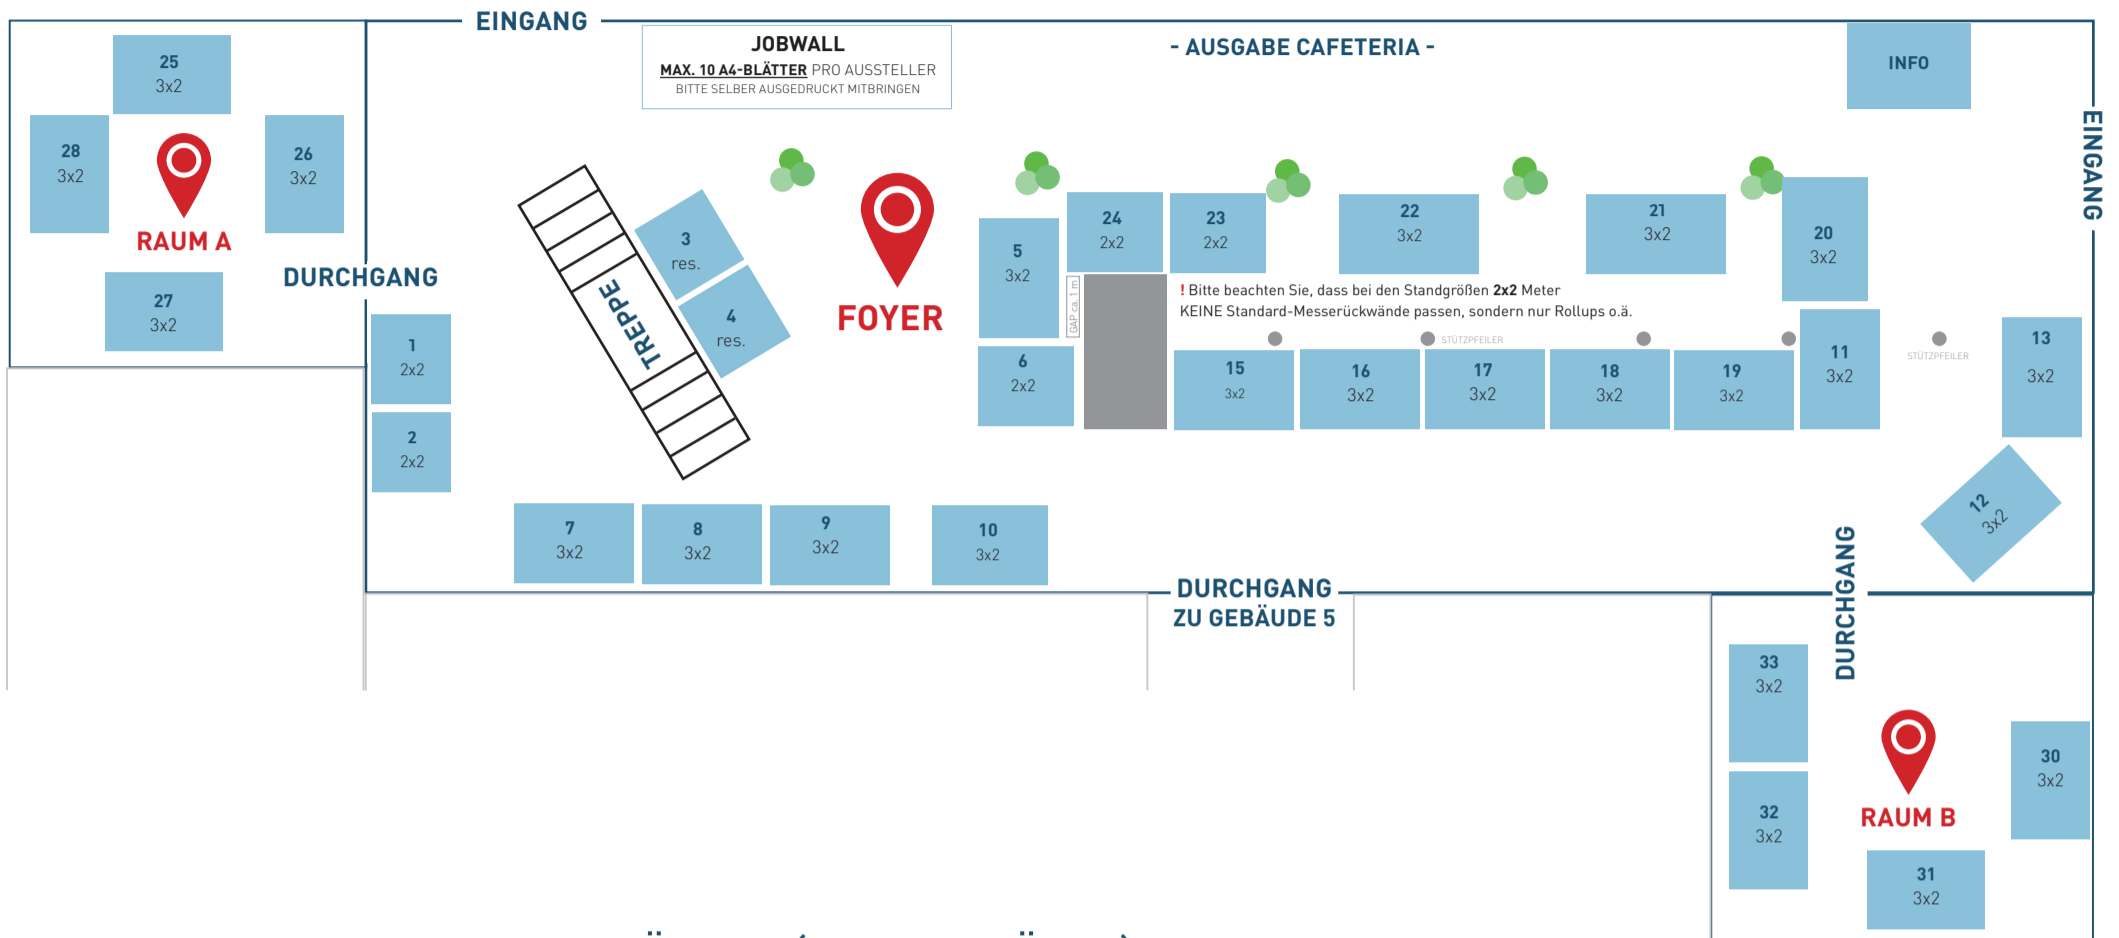 EINGANG
JOBWALL
MAX. 10 A4-BLÄTTER PRO AUSSTELLER
BITTE SELBER AUSGEDRUCKT MITBRINGEN
- AUSGABE CAFETERIA -
INFO
EINGANG
25
3x2
28
3x2
26
3x2
RAUM A
27
3x2
DURCHGANG
1
2x2
2
2x2
TREPPE
3
res.
4
res.
FOYER
5
3x2
6
2x2
GAP ca. 1 m
24
2x2
23
2x2
22
3x2
21
3x2
20
3x2
! Bitte beachten Sie, dass bei den Standgrößen 2x2 Meter
KEINE Standard-Messerückwände passen, sondern nur Rollups o.ä.
STÜTZPFEILER
15
3x2
16
3x2
17
3x2
18
3x2
19
3x2
11
3x2
STÜTZPFEILER
13
3x2
12
3x2
7
3x2
8
3x2
9
3x2
10
3x2
DURCHGANG
ZU GEBÄUDE 5
DURCHGANG
33
3x2
32
3x2
30
3x2
RAUM B
31
3x2